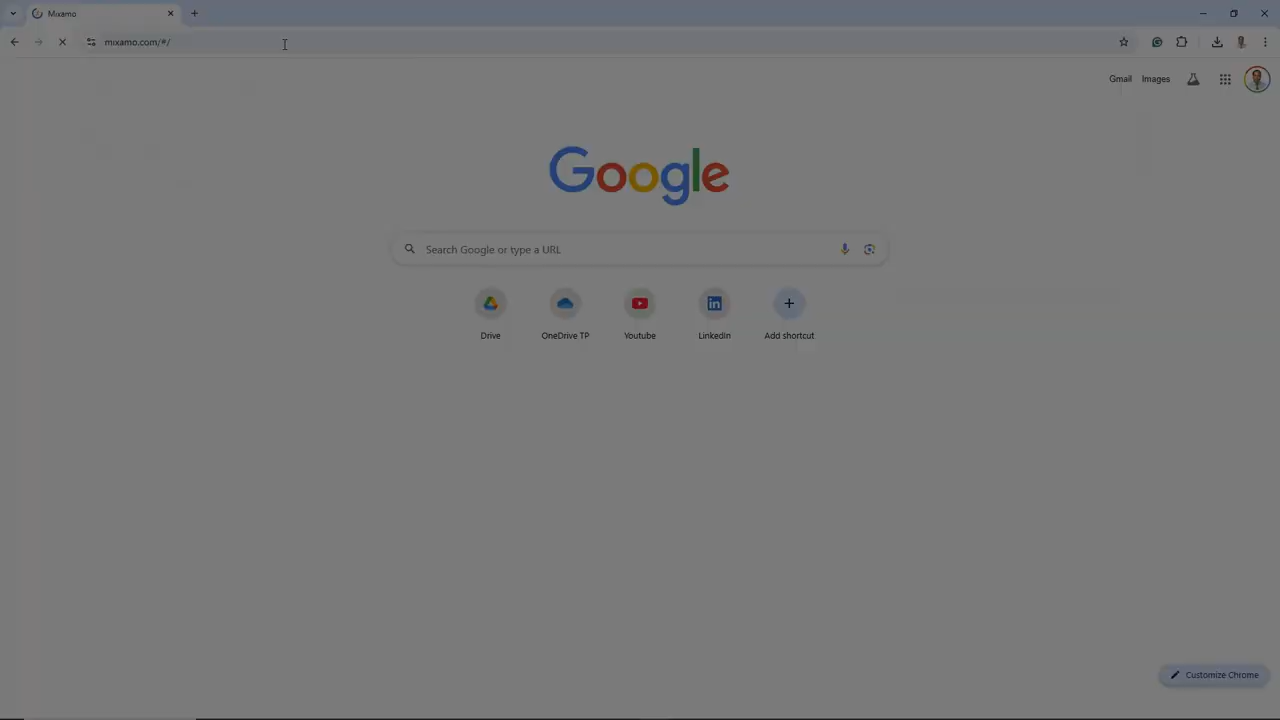 Mixamo
mixamo.com/#/
Gmail
Images
Google
Search Google or type a URL
Drive
OneDrive TP
Youtube
Linkedin
Add shortcut
Customize Chrome